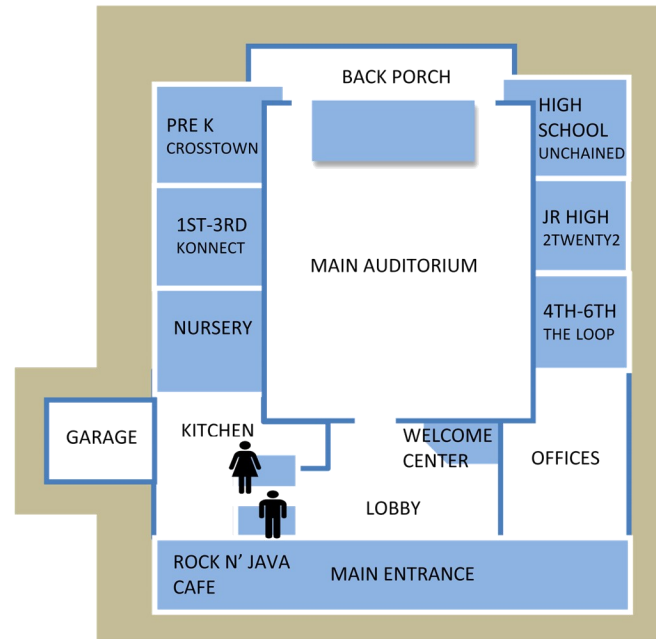 BACK PORCH
PRE K
CROSSTOWN
HIGH
SCHOOL
UNCHAINED
1ST-3RD
KONNECT
JR HIGH
2TWENTY2
MAIN AUDITORIUM
NURSERY
4TH-6TH
THE LOOP
GARAGE
KITCHEN
WELCOME
CENTER
OFFICES
LOBBY
ROCK N’ JAVA
CAFE
MAIN ENTRANCE